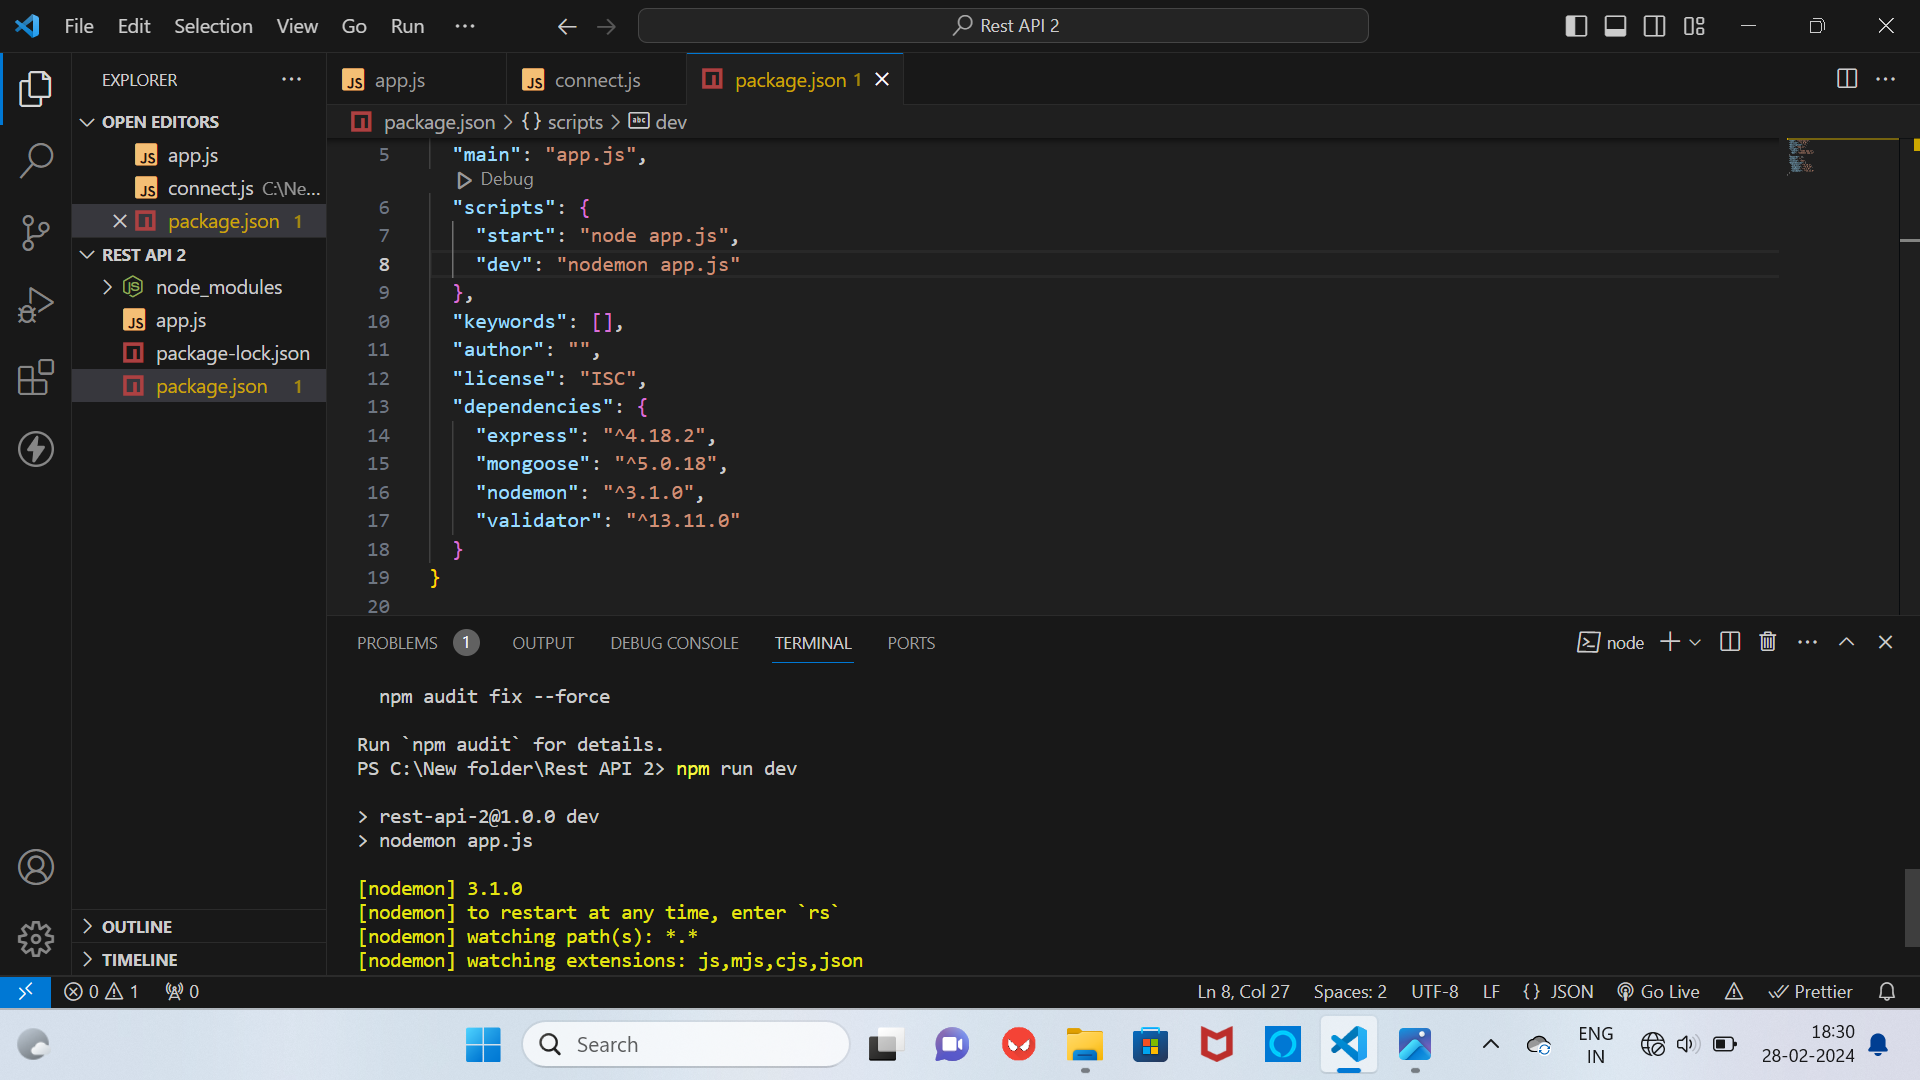 File Edit Selection View Go Run ···
Rest API 2
EXPLORER ···
OPEN EDITORS
JS app.js
JS connect.js C:\Ne...
package.json 1
REST API 2
node_modules
JS app.js
package-lock.json
package.json 1
OUTLINE
TIMELINE
JS app.js
JS connect.js
package.json 1
package.json > {} scripts > abc dev
5 "main": "app.js",
Debug
6 "scripts": {
7 "start": "node app.js",
8 "dev": "nodemon app.js"
9 },
10 "keywords": [],
11 "author": "",
12 "license": "ISC",
13 "dependencies": {
14 "express": "^4.18.2",
15 "mongoose": "^5.0.18",
16 "nodemon": "^3.1.0",
17 "validator": "^13.11.0"
18 }
19 }
20
PROBLEMS 1 OUTPUT DEBUG CONSOLE TERMINAL PORTS
node
npm audit fix --force
Run `npm audit` for details.
PS C:\New folder\Rest API 2> npm run dev
> rest-api-2@1.0.0 dev
> nodemon app.js
[nodemon] 3.1.0
[nodemon] to restart at any time, enter `rs`
[nodemon] watching path(s): *.*
[nodemon] watching extensions: js,mjs,cjs,json
0 1 0
Ln 8, Col 27 Spaces: 2 UTF-8 LF {} JSON Go Live Prettier
Search
ENG
IN
18:30
28-02-2024